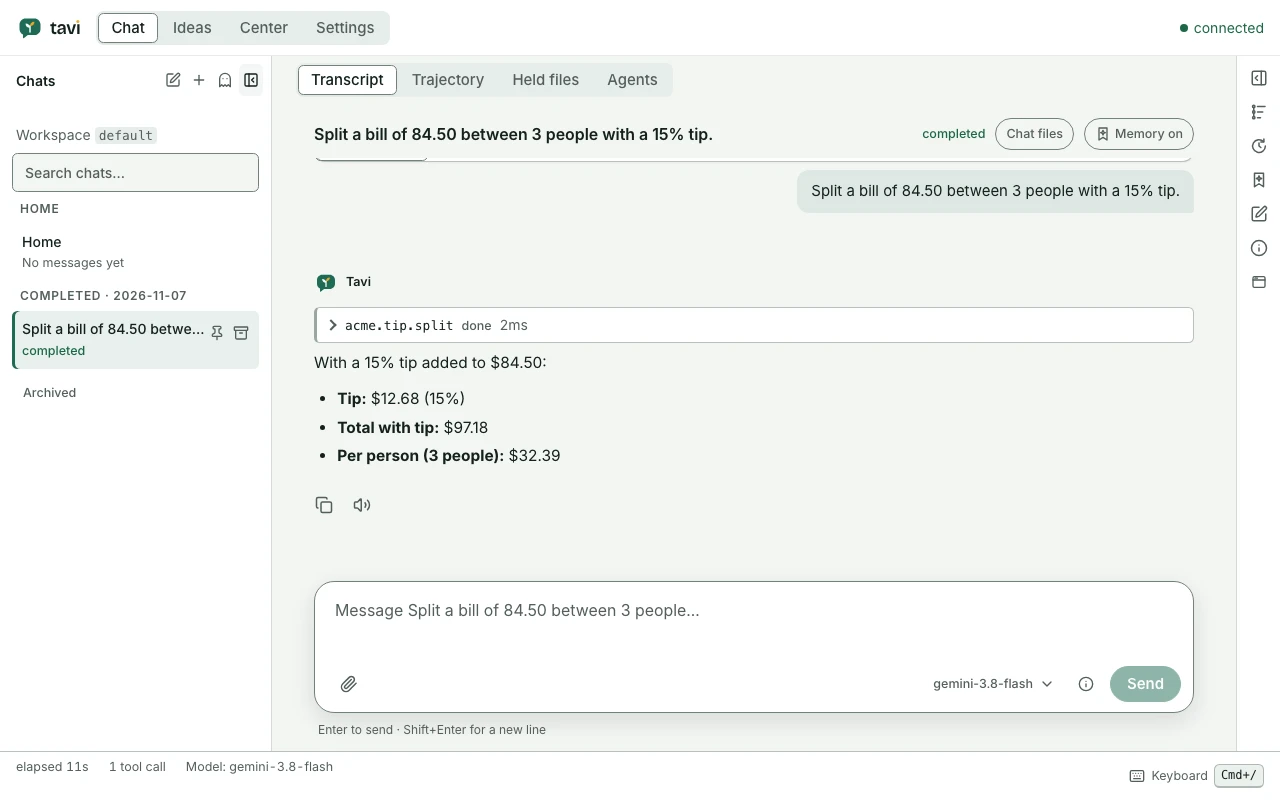 tavi
Chat Ideas Center Settings
connected
Chats
Workspace default
Search chats...
HOME
Home
No messages yet
COMPLETED · 2026-11-07
Split a bill of 84.50 betwe...
completed
Archived
Transcript Trajectory Held files Agents
Split a bill of 84.50 between 3 people with a 15% tip.
completed Chat files Memory on
Split a bill of 84.50 between 3 people with a 15% tip.
Tavi
acme.tip.split done 2ms
With a 15% tip added to $84.50:
• Tip: $12.68 (15%)
• Total with tip: $97.18
• Per person (3 people): $32.39
Message Split a bill of 84.50 between 3 people...
gemini-3.8-flash Send
Enter to send · Shift+Enter for a new line
elapsed 11s 1 tool call Model: gemini-3.8-flash
Keyboard Cmd+/